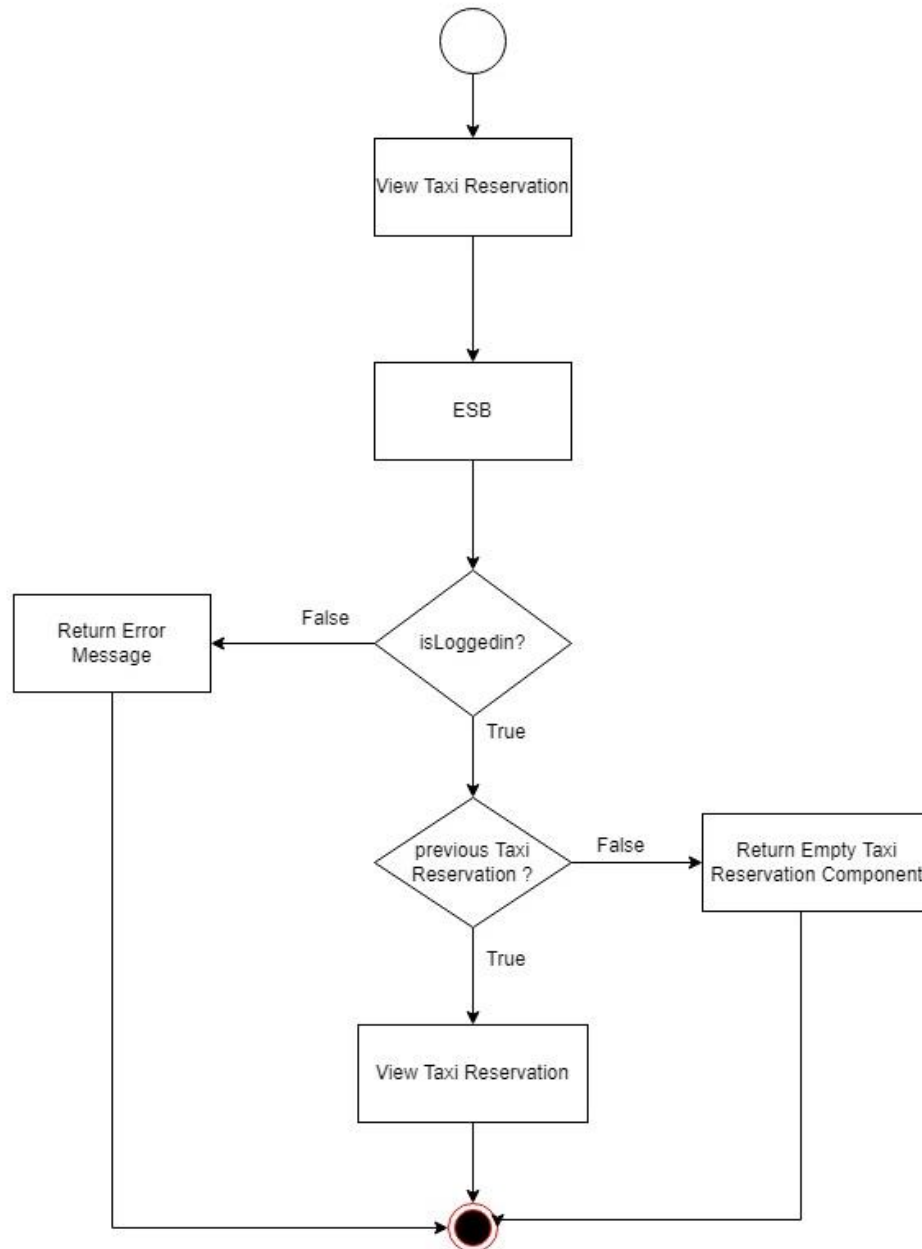 View Taxi Reservation
ESB
False
Return Error
Message
isLoggedin?
True
previous Taxi
Reservation ?
False
Return Empty Taxi
Reservation Component
True
View Taxi Reservation